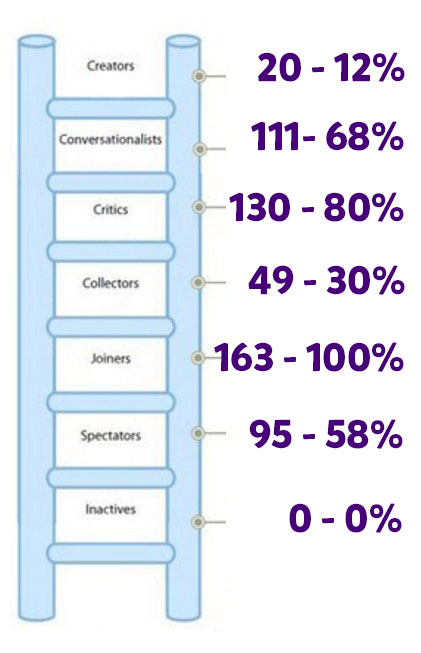 Creators 20 - 12%
Conversationalists 111- 68%
Critics 130 - 80%
Collectors 49 - 30%
Joiners 163 - 100%
Spectators 95 - 58%
Inactives 0 - 0%